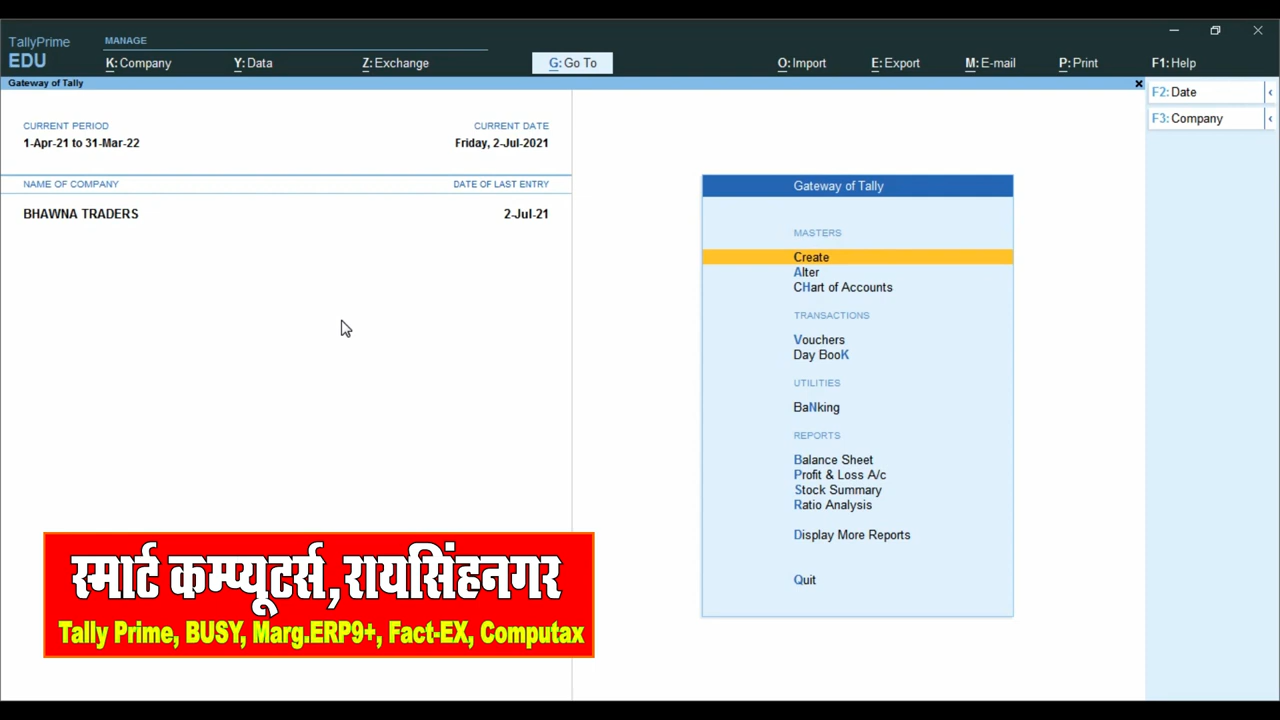 TallyPrime
EDU
MANAGE
K: Company
Y: Data
Z: Exchange
G: Go To
O: Import
E: Export
M: E-mail
P: Print
F1: Help
Gateway of Tally
F2: Date
F3: Company
CURRENT PERIOD
CURRENT DATE
1-Apr-21 to 31-Mar-22
Friday, 2-Jul-2021
NAME OF COMPANY
DATE OF LAST ENTRY
BHAWNA TRADERS
2-Jul-21
Gateway of Tally
MASTERS
Create
Alter
CHart of Accounts
TRANSACTIONS
Vouchers
Day BooK
UTILITIES
BaNking
REPORTS
Balance Sheet
Profit & Loss A/c
Stock Summary
Ratio Analysis
Display More Reports
Quit
स्मार्ट कम्प्यूटर्स,रायसिंहनगर
Tally Prime, BUSY, Marg.ERP9+, Fact-EX, Computax